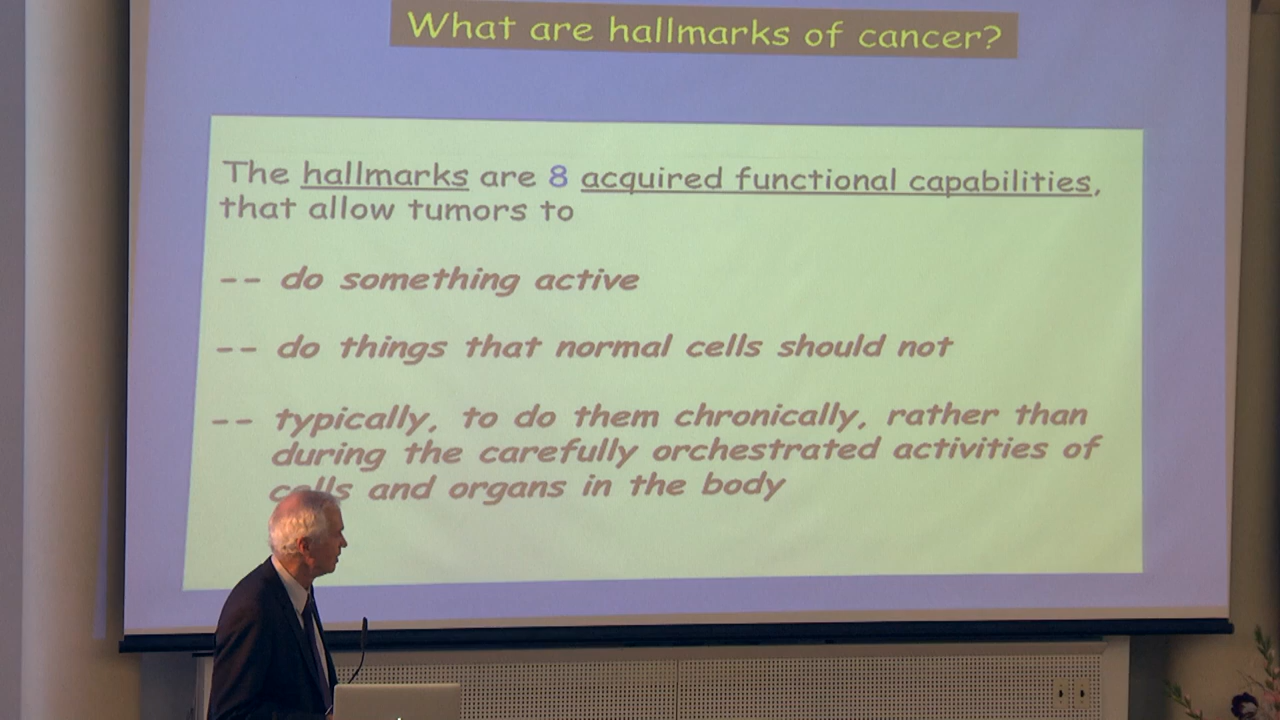 What are hallmarks of cancer?
The hallmarks are 8 acquired functional capabilities,
that allow tumors to
-- do something active
-- do things that normal cells should not
-- typically, to do them chronically, rather than
during the carefully orchestrated activities of
cells and organs in the body